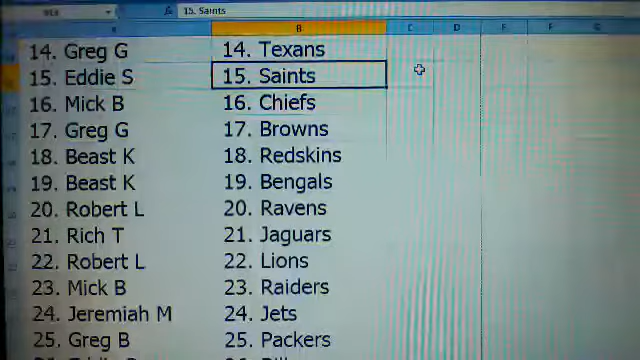 15. Saints
B C D E F G
14. Greg G 14. Texans
15. Eddie S 15. Saints
16. Mick B 16. Chiefs
17. Greg G 17. Browns
18. Beast K 18. Redskins
19. Beast K 19. Bengals
20. Robert L 20. Ravens
21. Rich T 21. Jaguars
22. Robert L 22. Lions
23. Mick B 23. Raiders
24. Jeremiah M 24. Jets
25. Greg B 25. Packers